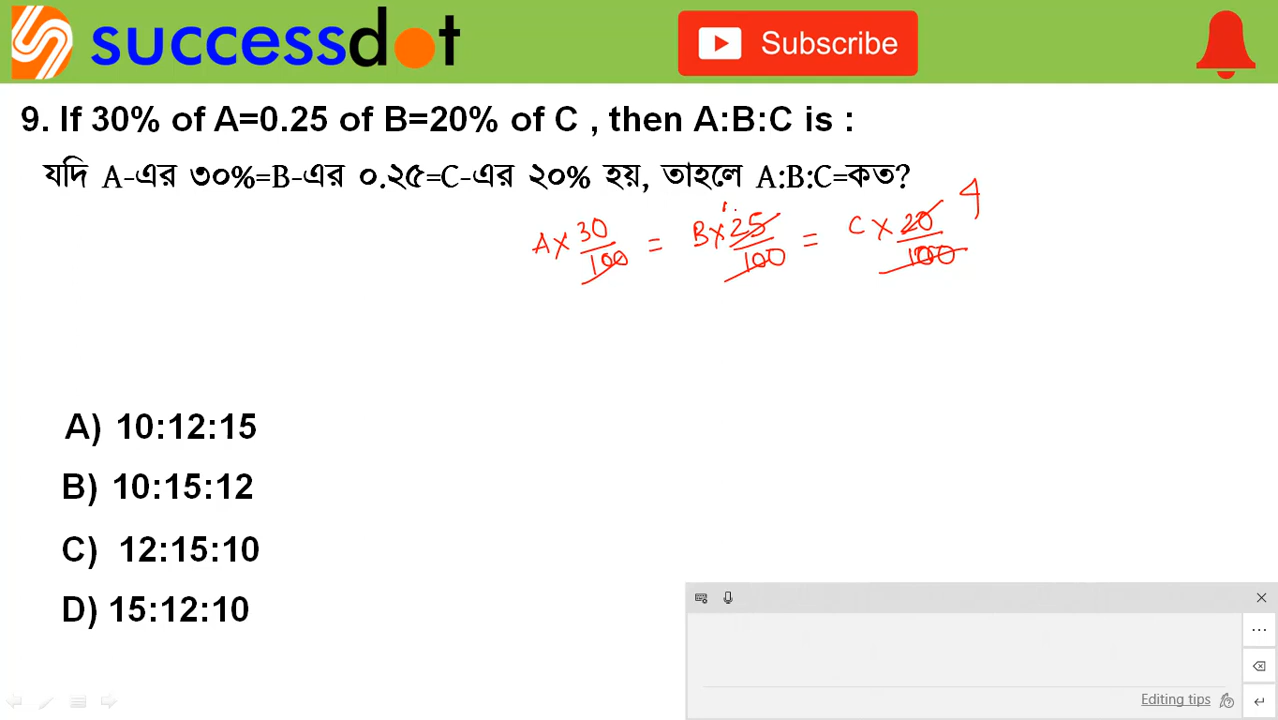 successdot
Subscribe
9. If 30% of A=0.25 of B=20% of C , then A:B:C is :
যদি A-এর ৩০%=B-এর ০.২৫=C-এর ২০% হয়, তাহলে A:B:C=কত?
A × 30/100 = B × 25/100 = C × 20/100 4
A) 10:12:15
B) 10:15:12
C) 12:15:10
D) 15:12:10
Editing tips